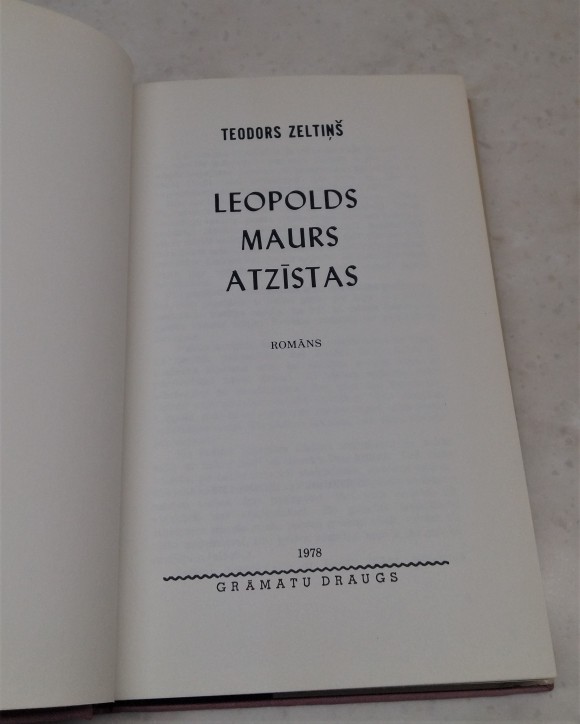 TEODORS ZELTIŅŠ
LEOPOLDS
MAURS
ATZĪSTAS
ROMĀNS
1978
GRĀMATU DRAUGS